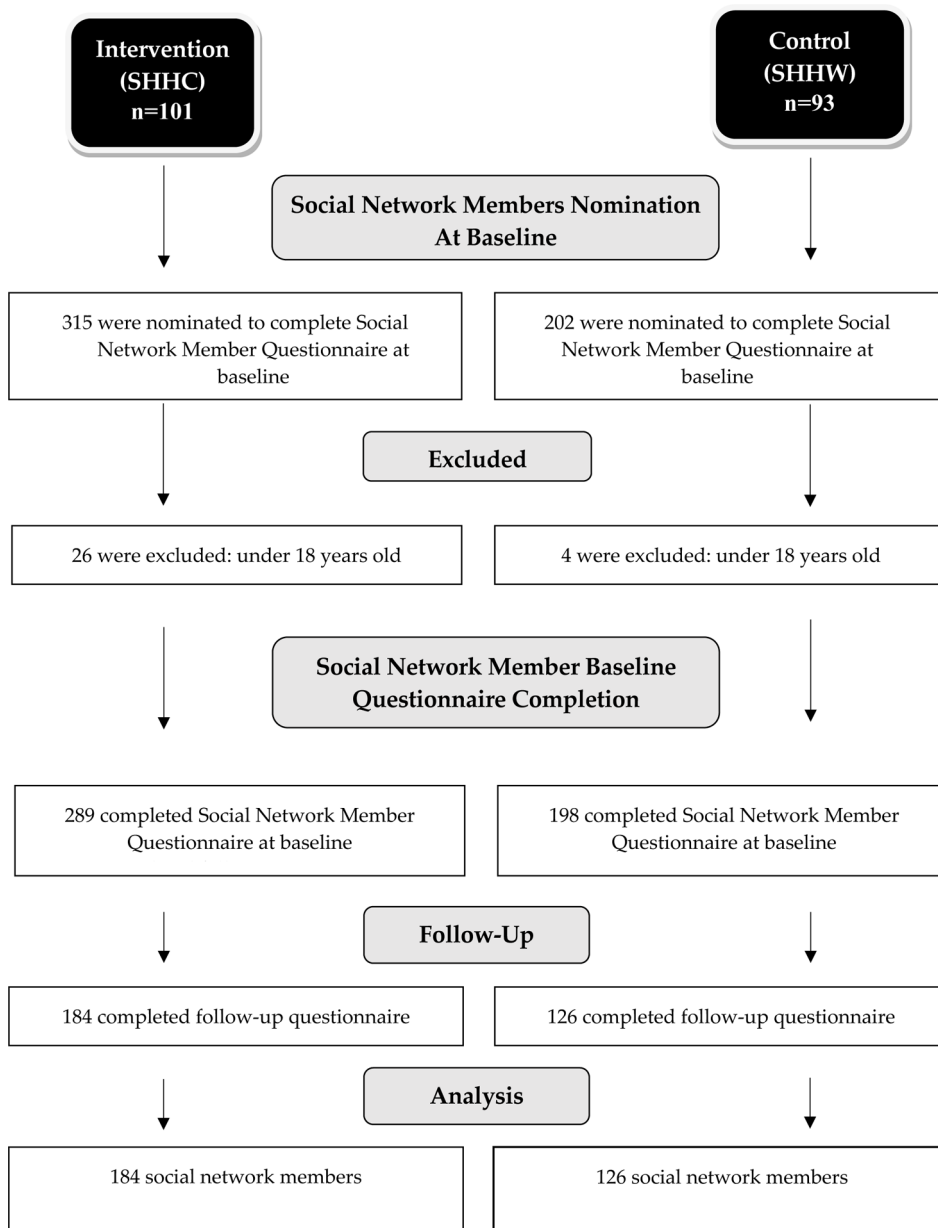 Intervention
(SHHC)
n=101
Control
(SHHW)
n=93
Social Network Members Nomination
At Baseline
315 were nominated to complete Social
Network Member Questionnaire at
baseline
202 were nominated to complete Social
Network Member Questionnaire at
baseline
Excluded
26 were excluded: under 18 years old
4 were excluded: under 18 years old
Social Network Member Baseline
Questionnaire Completion
289 completed Social Network Member
Questionnaire at baseline
198 completed Social Network Member
Questionnaire at baseline
Follow-Up
184 completed follow-up questionnaire
126 completed follow-up questionnaire
Analysis
184 social network members
126 social network members